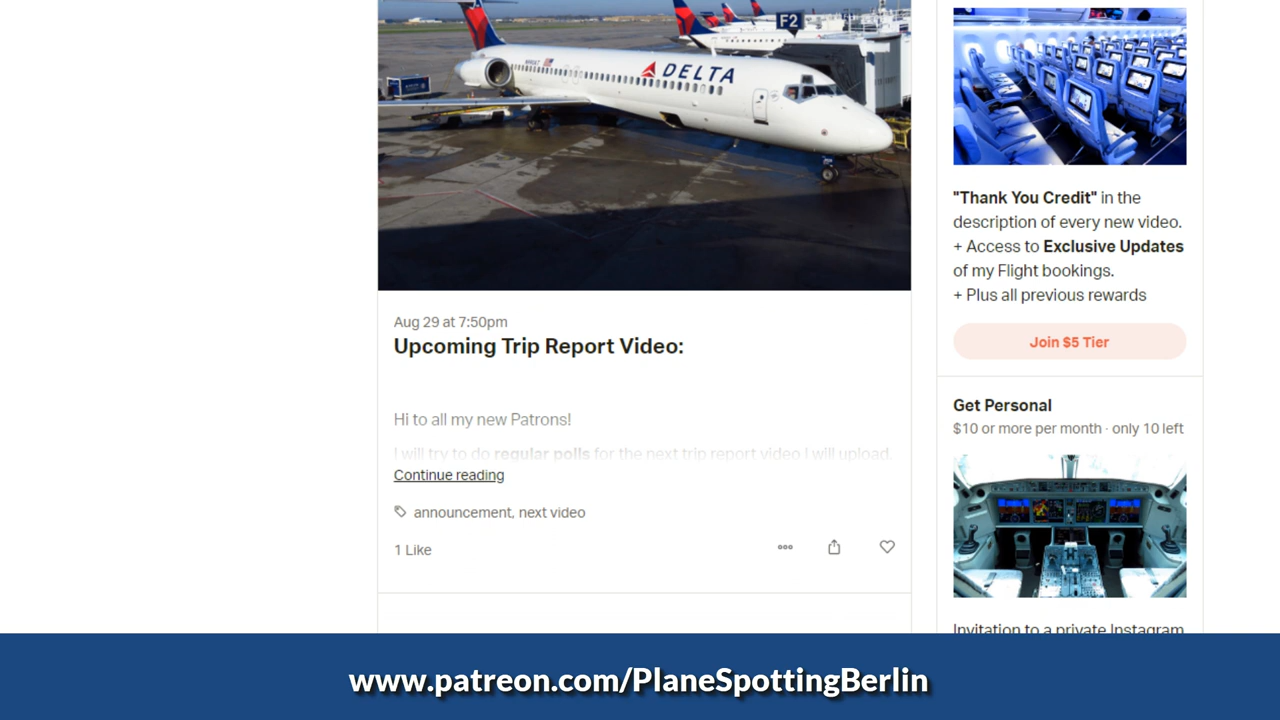 F2
DELTA
Aug 29 at 7:50pm
Upcoming Trip Report Video:
Hi to all my new Patrons!
I will try to do regular polls for the next trip report video I will upload.
Continue reading
announcement, next video
1 Like
"Thank You Credit" in the
description of every new video.
+ Access to Exclusive Updates
of my Flight bookings.
+ Plus all previous rewards
Join $5 Tier
Get Personal
$10 or more per month · only 10 left
Invitation to a private Instagram
www.patreon.com/PlaneSpottingBerlin